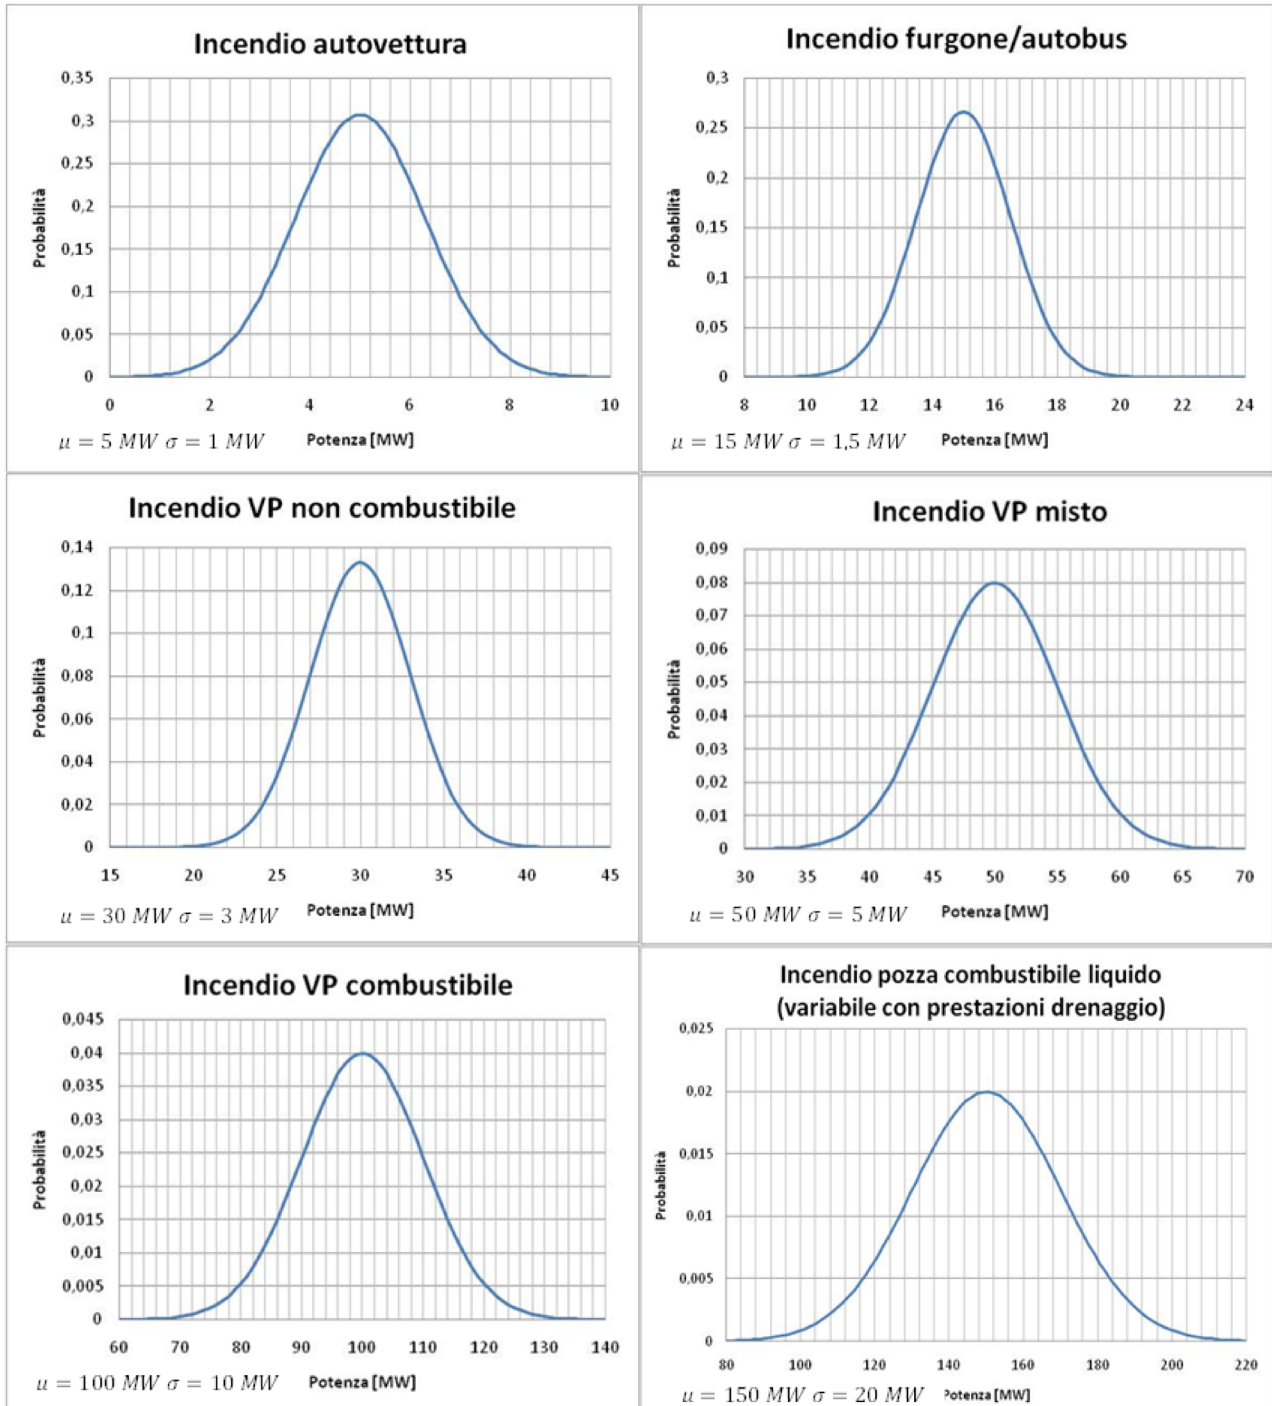 Incendio autovettura
0,35
0,3
0,25
0,2
0,15
0,1
0,05
0
Probabilità
0 2 4 6 8 10
μ = 5 MW σ = 1 MW Potenza [MW]
Incendio furgone/autobus
0,3
0,25
0,2
0,15
0,1
0,05
0
Probabilità
8 10 12 14 16 18 20 22 24
μ = 15 MW σ = 1,5 MW Potenza [MW]
Incendio VP non combustibile
0,14
0,12
0,1
0,08
0,06
0,04
0,02
0
Probabilità
15 20 25 30 35 40 45
μ = 30 MW σ = 3 MW Potenza [MW]
Incendio VP misto
0,09
0,08
0,07
0,06
0,05
0,04
0,03
0,02
0,01
0
Probabilità
30 35 40 45 50 55 60 65 70
μ = 50 MW σ = 5 MW Potenza [MW]
Incendio VP combustibile
0,045
0,04
0,035
0,03
0,025
0,02
0,015
0,01
0,005
0
Probabilità
60 70 80 90 100 110 120 130 140
μ = 100 MW σ = 10 MW Potenza [MW]
Incendio pozza combustibile liquido
(variabile con prestazioni drenaggio)
0,025
0,02
0,015
0,01
0,005
0
Probabilità
80 100 120 140 160 180 200 220
μ = 150 MW σ = 20 MW Potenza [MW]